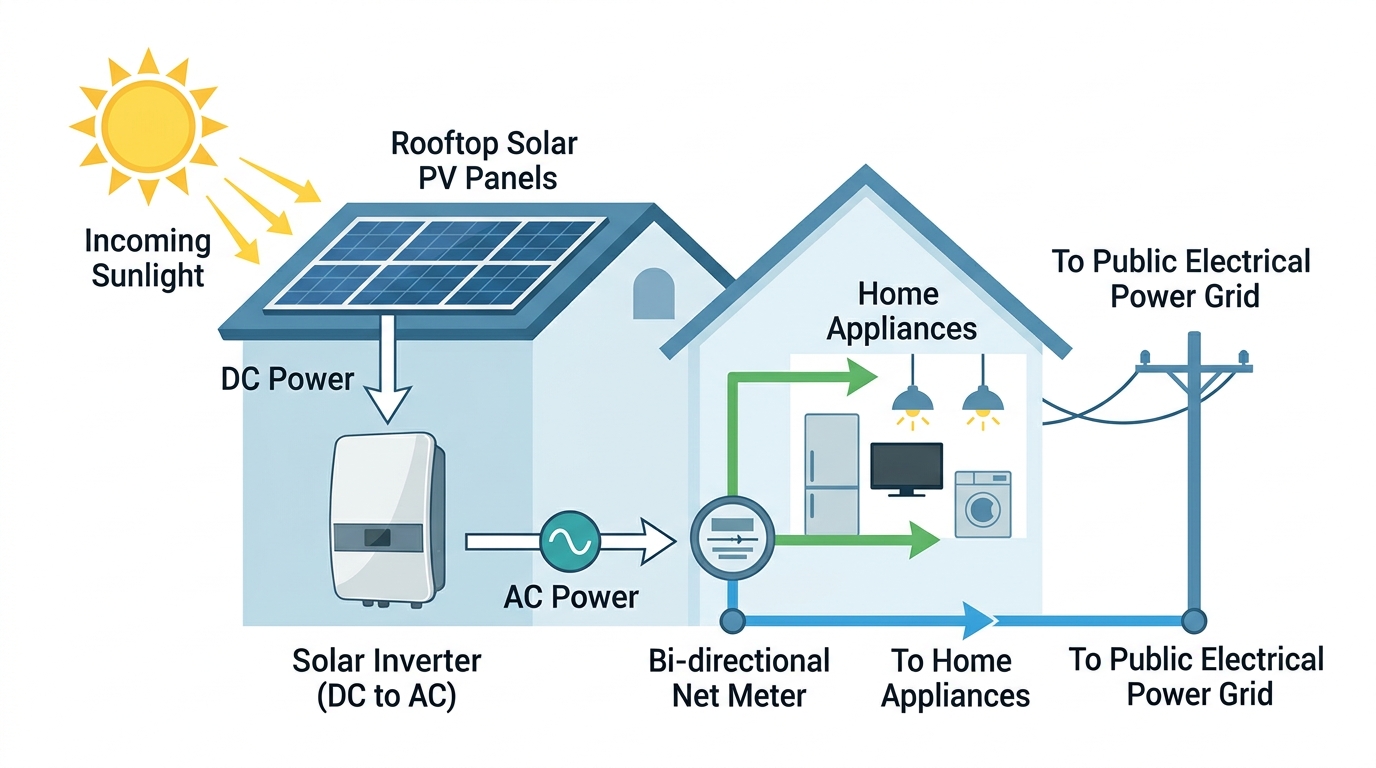 Rooftop Solar
PV Panels
Incoming
Sunlight
To Public Electrical
Power Grid
Home
Appliances
DC Power
AC Power
Solar Inverter
(DC to AC)
Bi-directional
Net Meter
To Home
Appliances
To Public Electrical
Power Grid